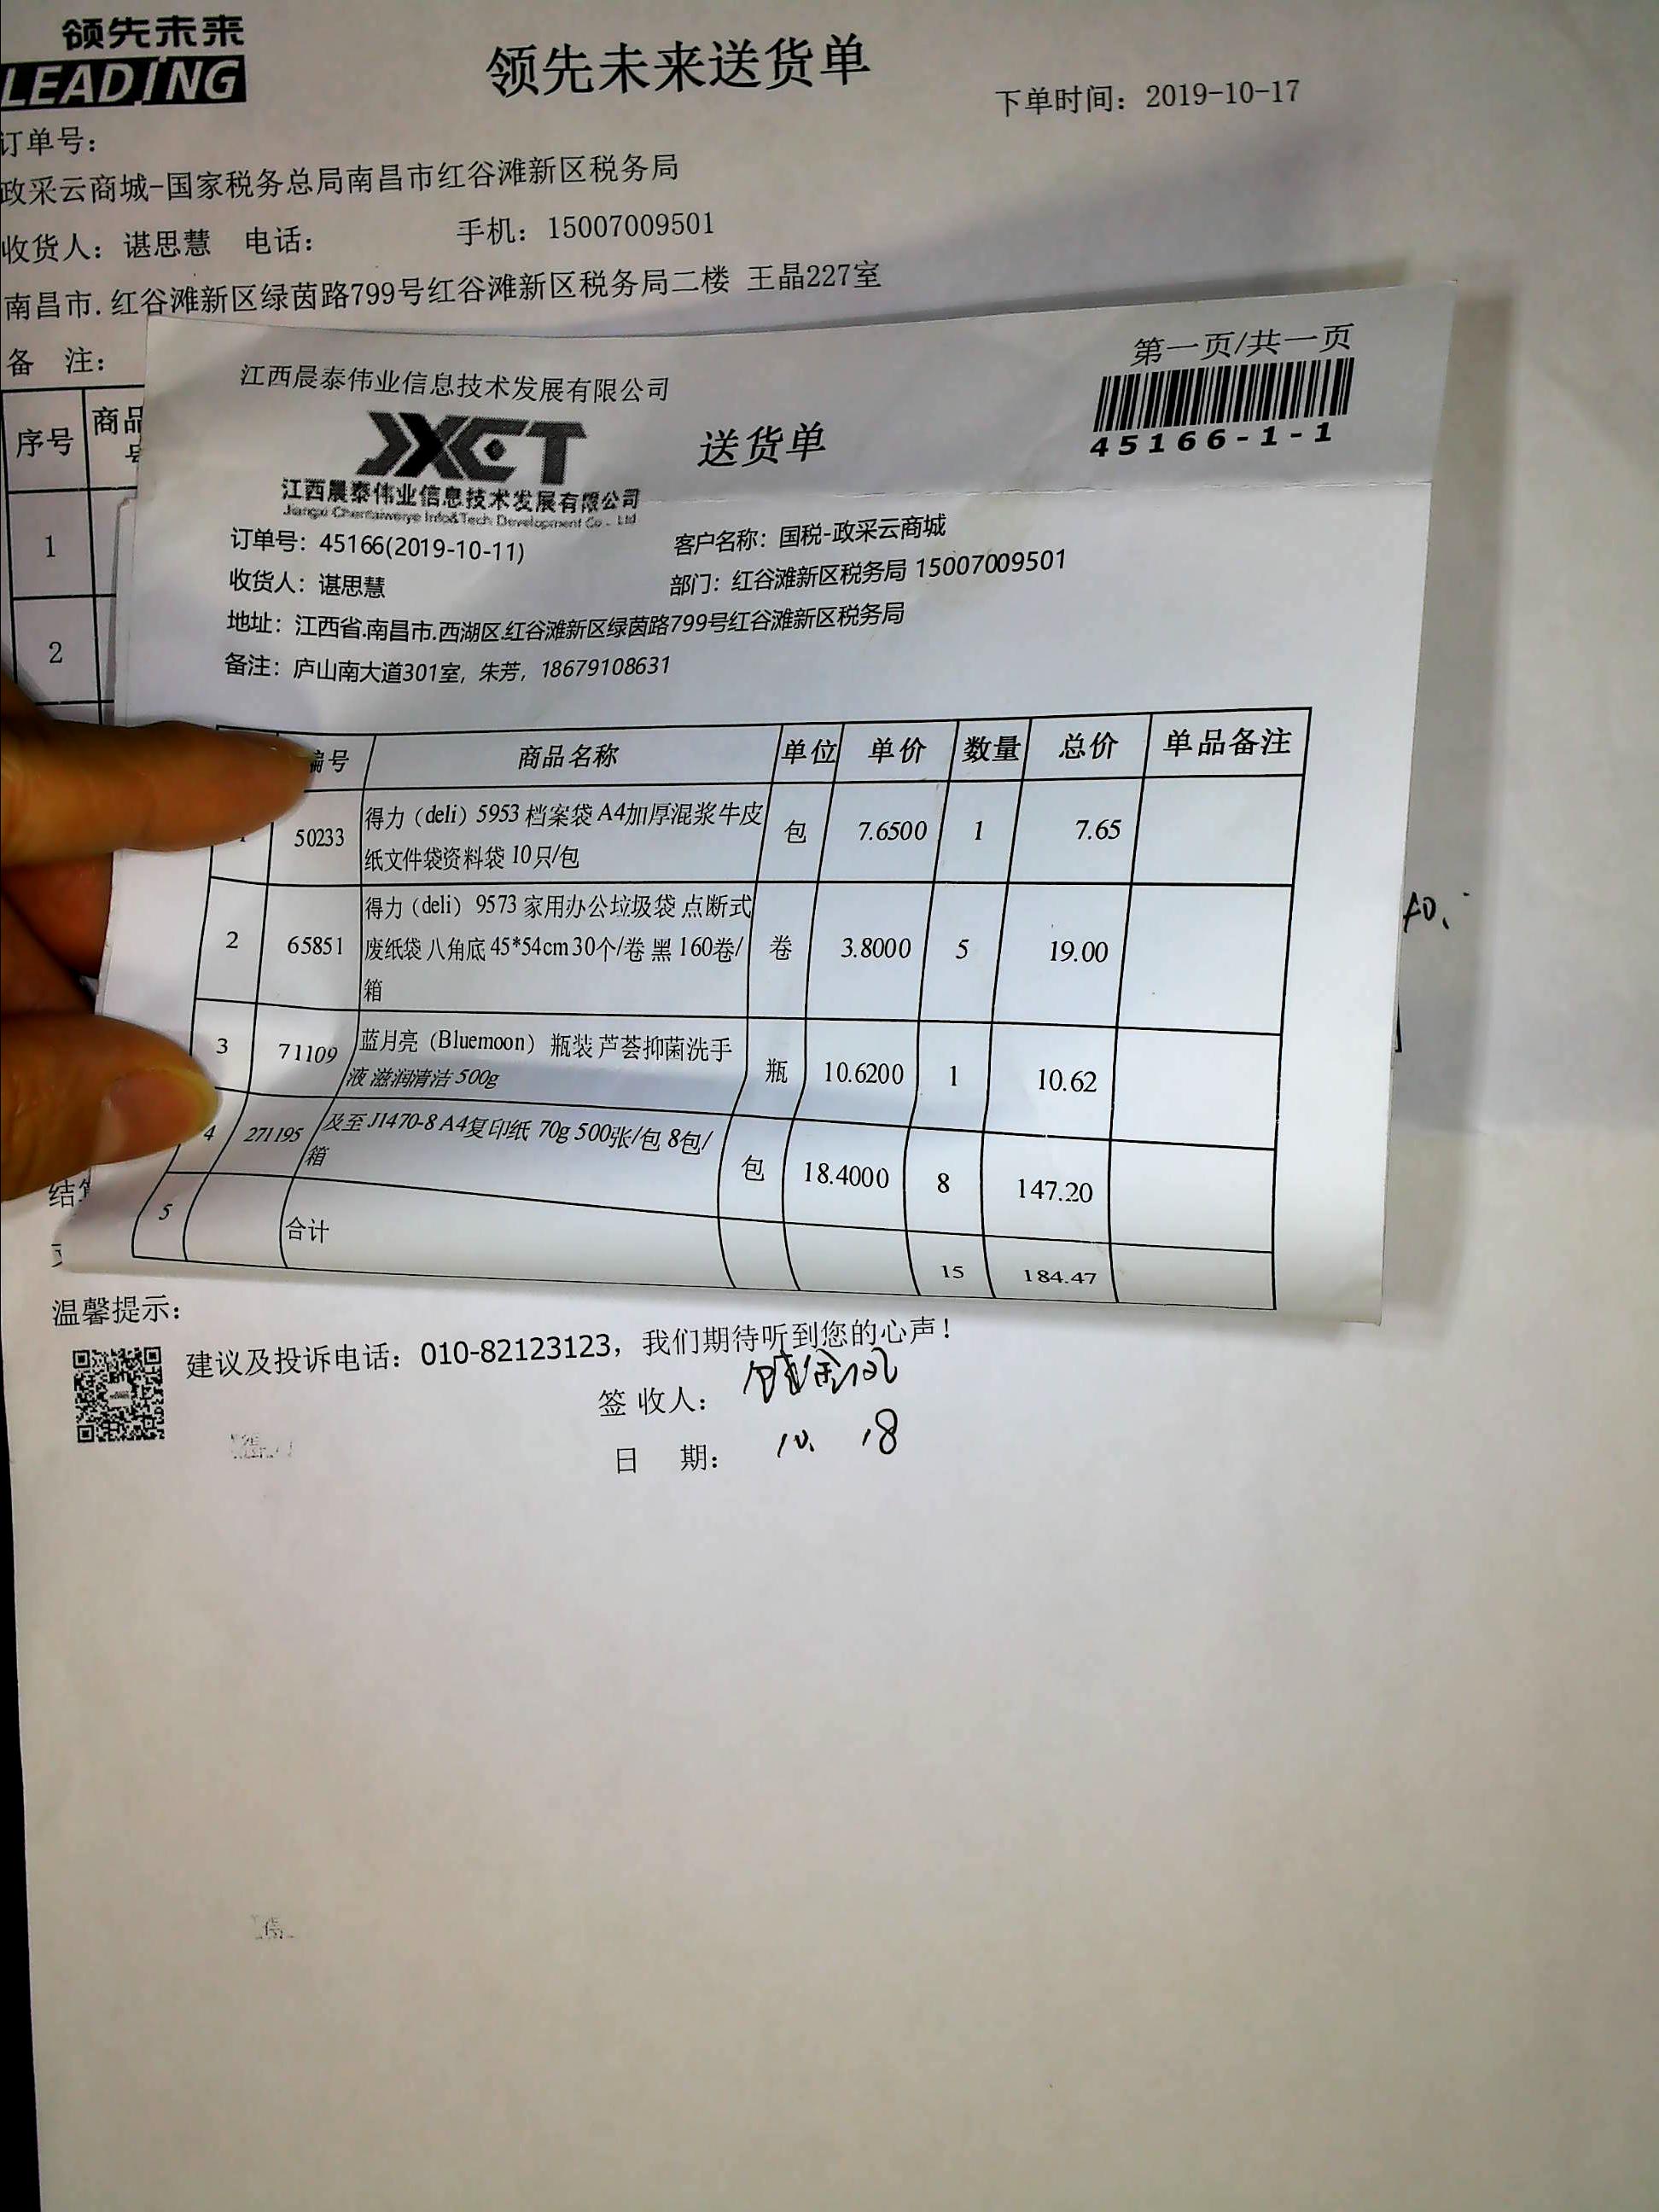 领先未来
LEADING
领先未来送货单
下单时间：2019-10-17
订单号：
政采云商城-国家税务总局南昌市红谷滩新区税务局
收货人：谌思慧 电话： 手机：15007009501
南昌市.红谷滩新区绿茵路799号红谷滩新区税务局二楼 王晶227室
备 注：
序号 商品
1
2
第一页/共一页
江西晨泰伟业信息技术发展有限公司
45166-1-1
JXCT
送货单
江西晨泰伟业信息技术发展有限公司
Jiangxi Chentaiweiye Info&Tech Development Co., Ltd
订单号：45166(2019-10-11) 客户名称：国税-政采云商城
收货人：谌思慧 部门：红谷滩新区税务局 15007009501
地址：江西省.南昌市.西湖区.红谷滩新区绿茵路799号红谷滩新区税务局
备注：庐山南大道301室，朱芳，18679108631
编号 商品名称 单位 单价 数量 总价 单品备注
1 50233 得力（deli）5953 档案袋 A4加厚混浆牛皮 包 7.6500 1 7.65
纸文件袋资料袋 10只/包
2 65851 得力（deli） 9573 家用办公垃圾袋 点断式 卷 3.8000 5 19.00
废纸袋 八角底 45*54cm 30个/卷 黑 160卷/
箱
3 71109 蓝月亮（Bluemoon） 瓶装 芦荟抑菌洗手 瓶 10.6200 1 10.62
液 滋润清洁 500g
4 271195 及至 J1470-8 A4复印纸 70g 500张/包 8包/ 包 18.4000 8 147.20
箱
5 合计 15 184.47
结
温馨提示：
建议及投诉电话：010-82123123，我们期待听到您的心声！
签 收人：
日 期： 10. 18